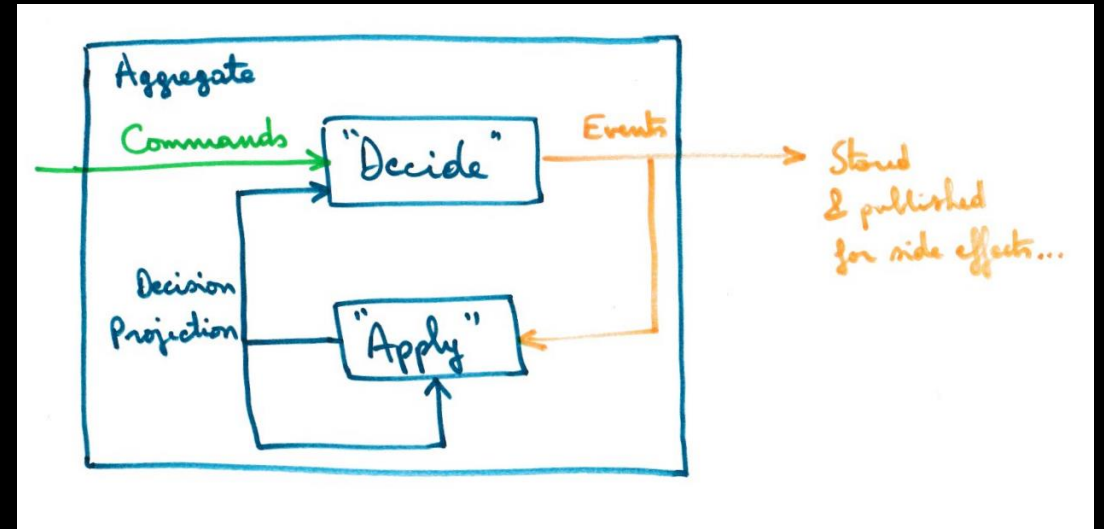 Aggregate
Commands
"Decide"
Events
Stored
& published
for side effects...
Decision
Projection
"Apply"